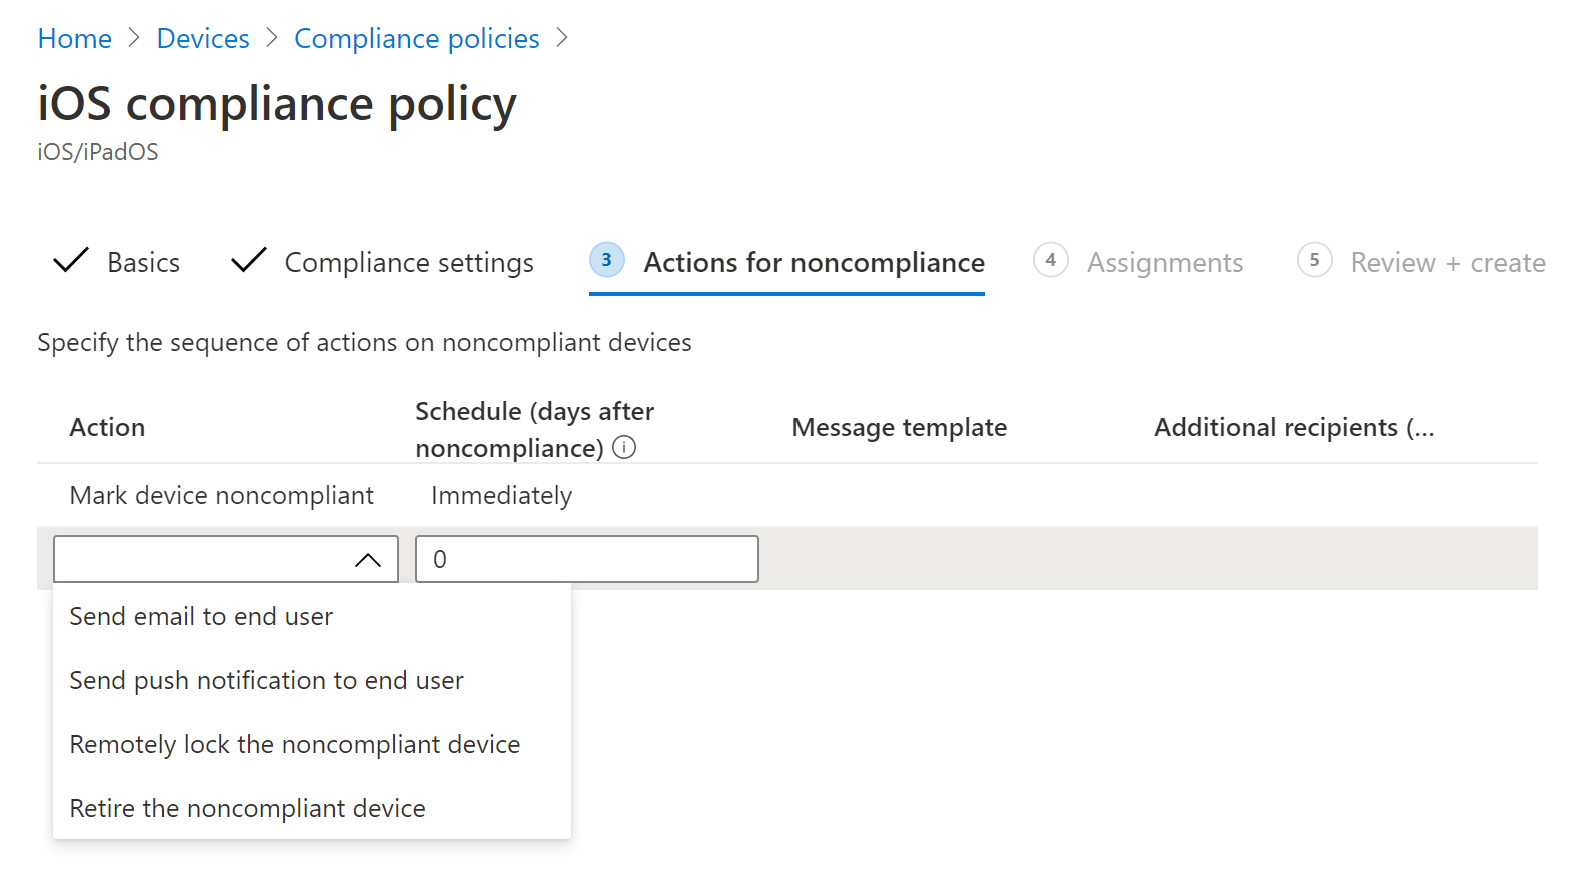 Home > Devices > Compliance policies >
iOS compliance policy
iOS/iPadOS
Basics
Compliance settings
3 Actions for noncompliance
4 Assignments
5 Review + create
Specify the sequence of actions on noncompliant devices
Action
Schedule (days after
noncompliance)
Message template
Additional recipients (...
Mark device noncompliant
Immediately
0
Send email to end user
Send push notification to end user
Remotely lock the noncompliant device
Retire the noncompliant device